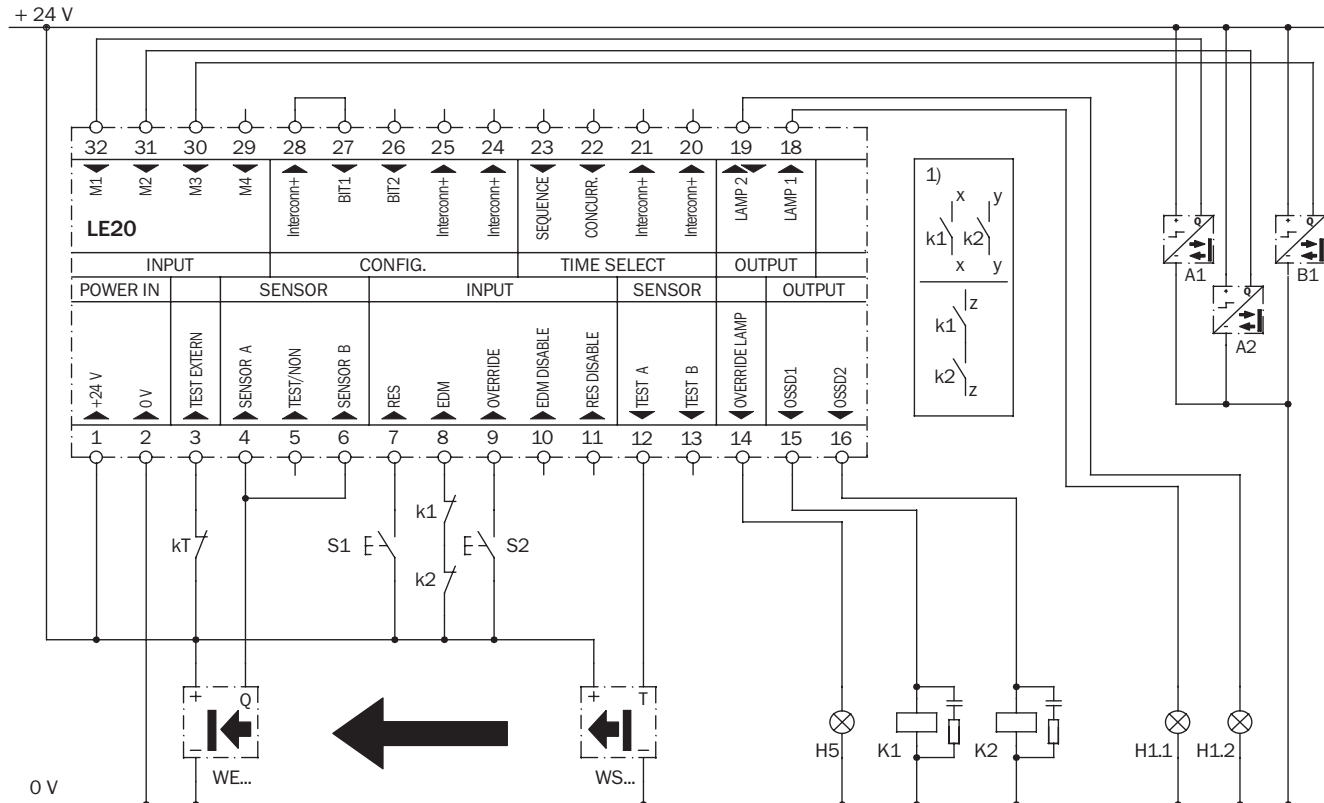 + 24 V
32 31 30 29 28 27 26 25 24 23 22 21 20 19 18
M1 M2 M3 M4 Interconn+ BIT1 BIT2 Interconn+ Interconn+ SEQUENCE CONCURR. Interconn+ Interconn+ LAMP 2 LAMP 1
LE20
INPUT CONFIG. TIME SELECT OUTPUT
POWER IN SENSOR INPUT SENSOR OUTPUT
+24 V 0 V TEST EXTERN SENSOR A TEST/NON SENSOR B RES EDM OVERRIDE EDM DISABLE RES DISABLE TEST A TEST B OVERRIDE LAMP OSSD1 OSSD2
1 2 3 4 5 6 7 8 9 10 11 12 13 14 15 16
1)
x y
k1 k2
x y
z
k1
k2
z
+ Q
-
A1
+ Q
-
A2
+ Q
-
B1
kT
S1
k1
k2
S2
+ Q
−
WE...
+ T
−
WS...
H5 K1 K2 H1.1 H1.2
0 V